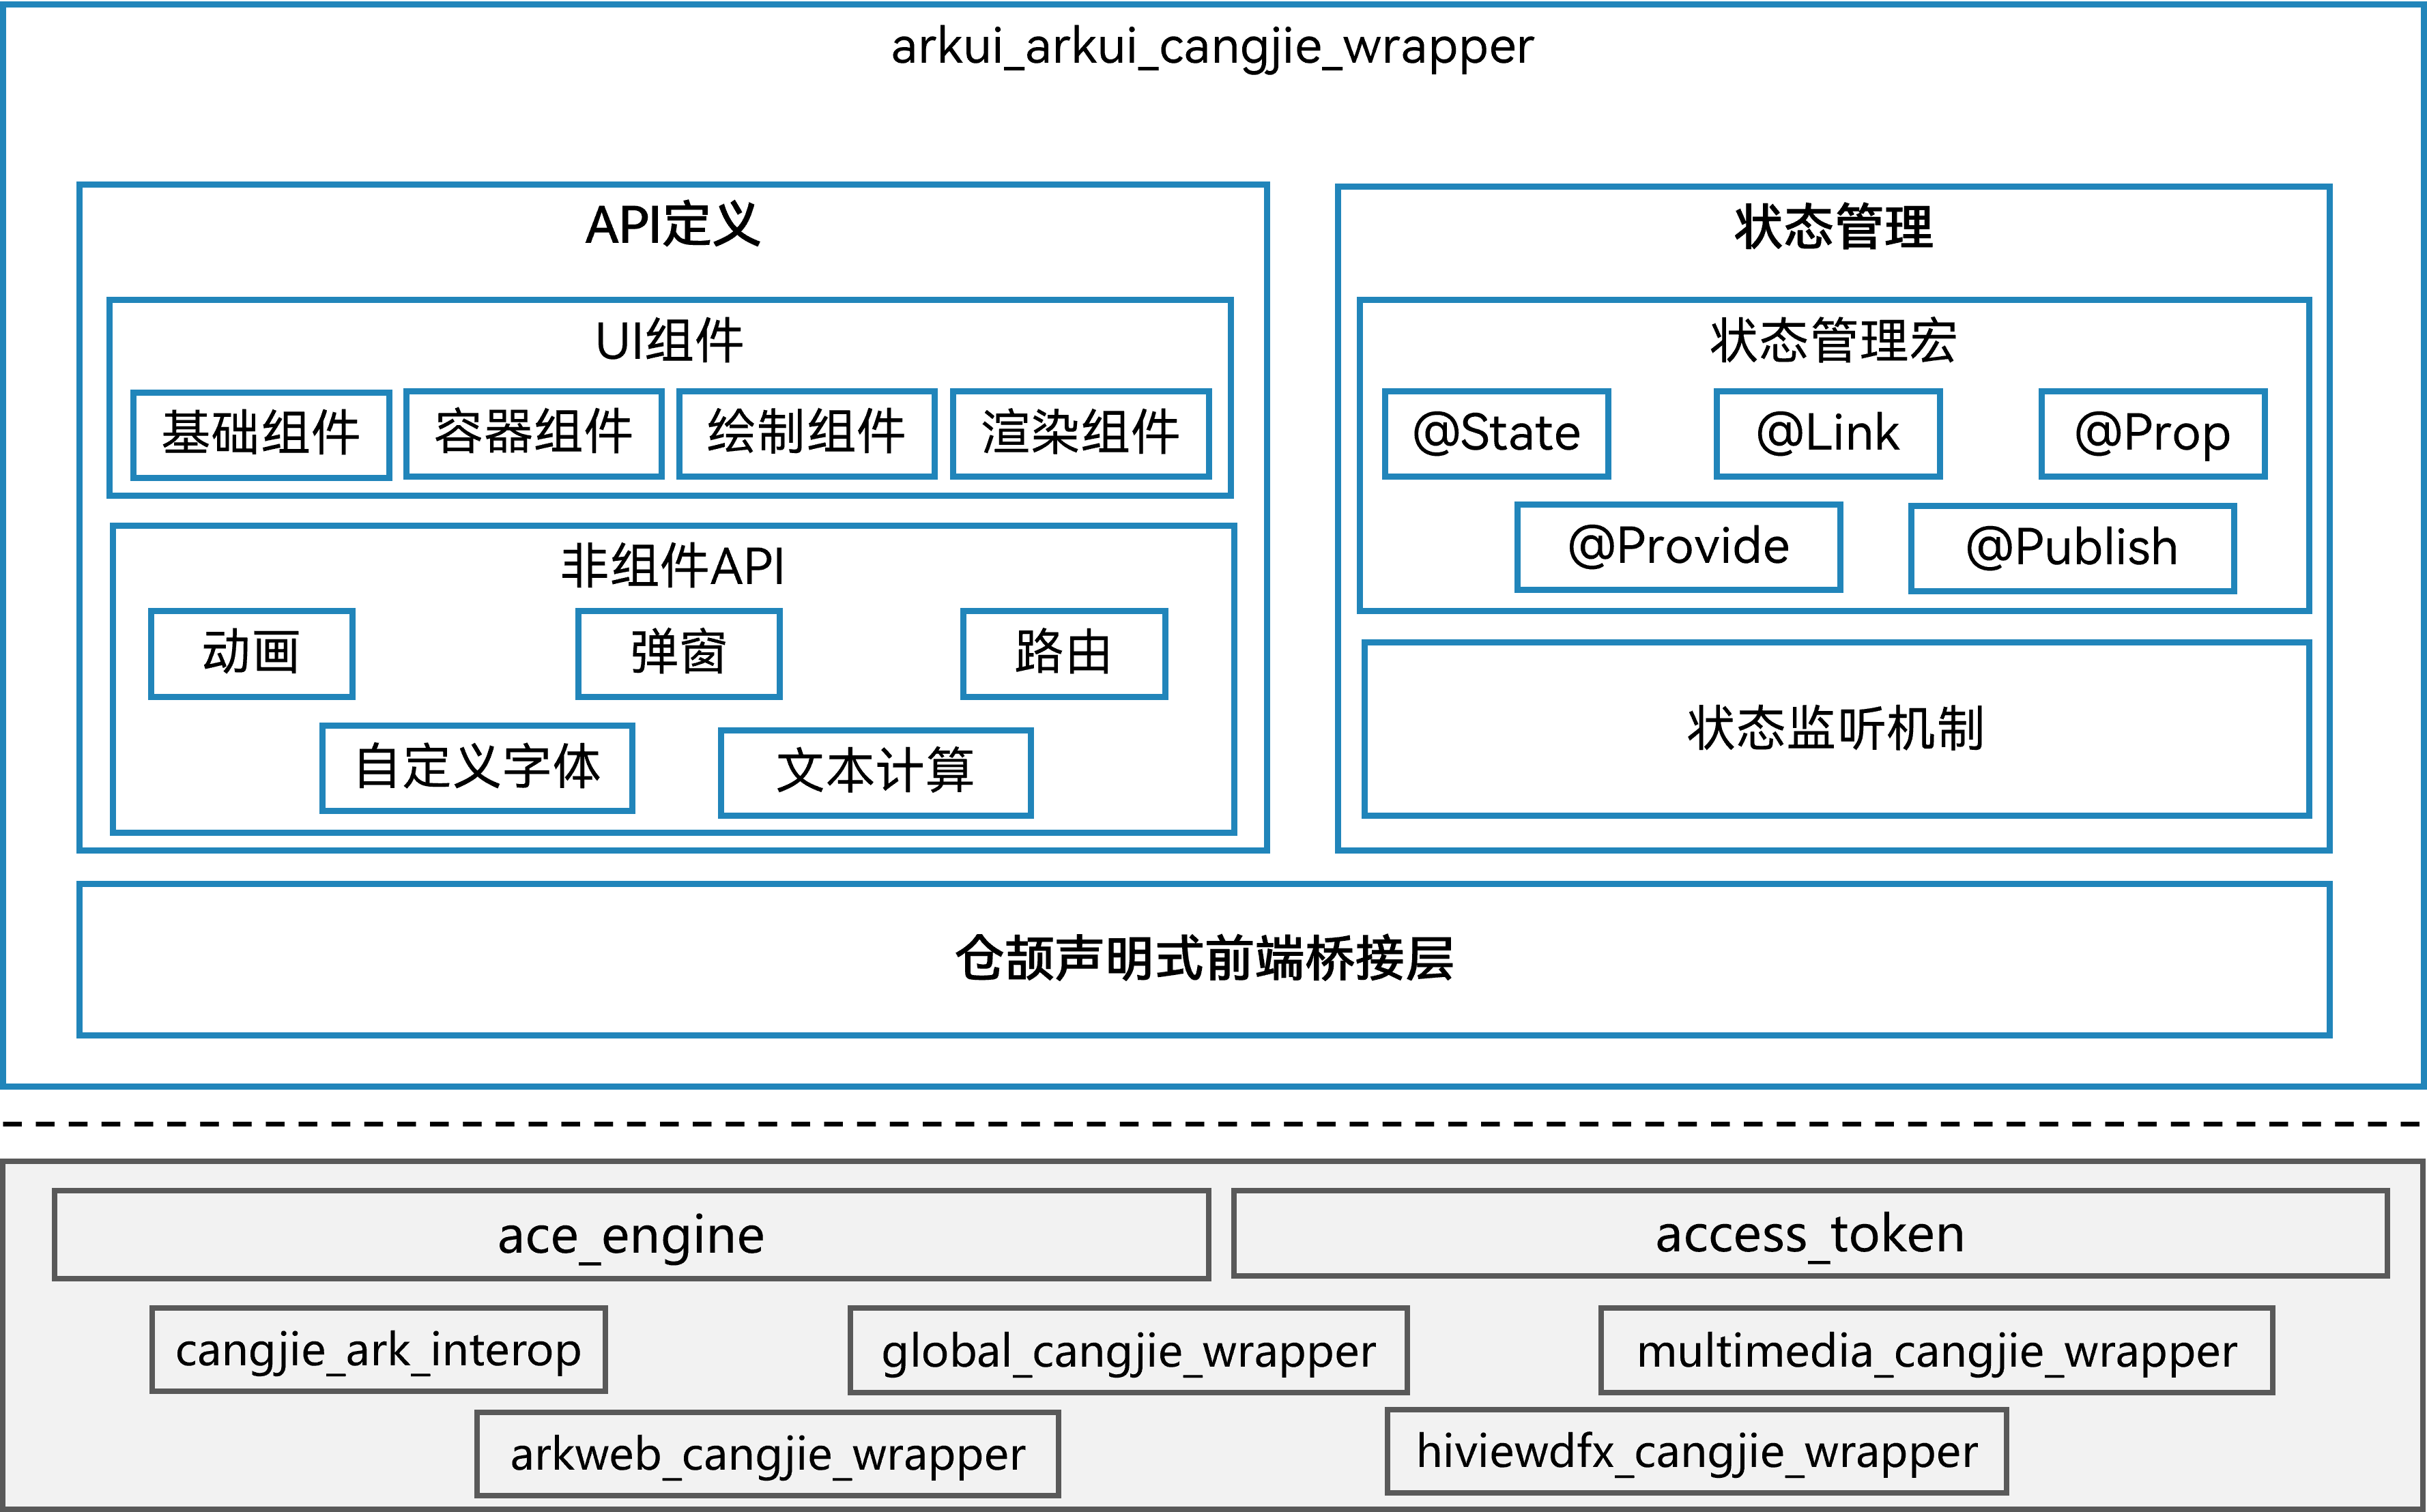 arkui_arkui_cangjie_wrapper
API定义
UI组件
基础组件
容器组件
绘制组件
渲染组件
非组件API
动画
弹窗
路由
自定义字体
文本计算
状态管理
状态管理宏
@State
@Link
@Prop
@Provide
@Publish
状态监听机制
仓颉声明式前端桥接层
ace_engine
access_token
cangjie_ark_interop
global_cangjie_wrapper
multimedia_cangjie_wrapper
arkweb_cangjie_wrapper
hiviewdfx_cangjie_wrapper